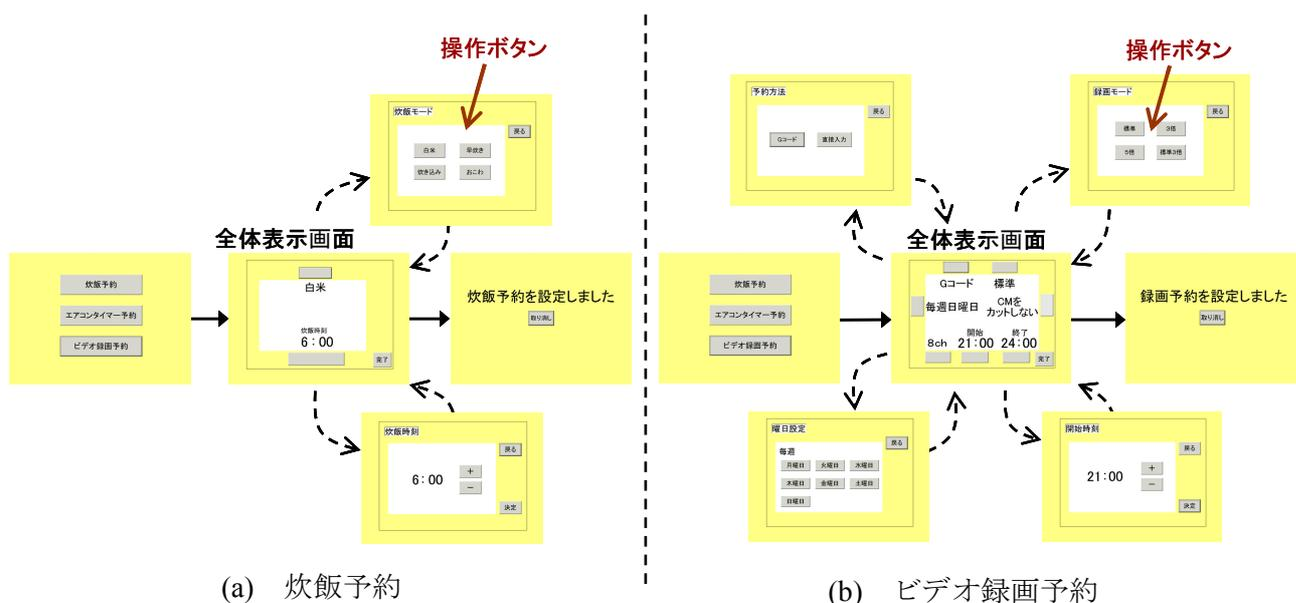 操作ボタン
炊飯モード
戻る
白米
早炊き
炊き込み
おこわ
全体表示画面
炊飯予約
エアコンタイマー予約
ビデオ録画予約
白米
炊飯時刻
6:00
完了
炊飯予約を設定しました
取り消し
炊飯時刻
戻る
6:00
+
−
決定
(a) 炊飯予約
操作ボタン
予約方法
戻る
Gコード
直接入力
録画モード
戻る
標準
3倍
5倍
標準3倍
全体表示画面
炊飯予約
エアコンタイマー予約
ビデオ録画予約
Gコード
標準
毎週日曜日
CMを
カットしない
開始
終了
8ch
21:00
24:00
完了
録画予約を設定しました
取り消し
曜日設定
戻る
毎週
月曜日
火曜日
水曜日
木曜日
金曜日
土曜日
日曜日
開始時刻
戻る
21:00
+
−
決定
(b) ビデオ録画予約